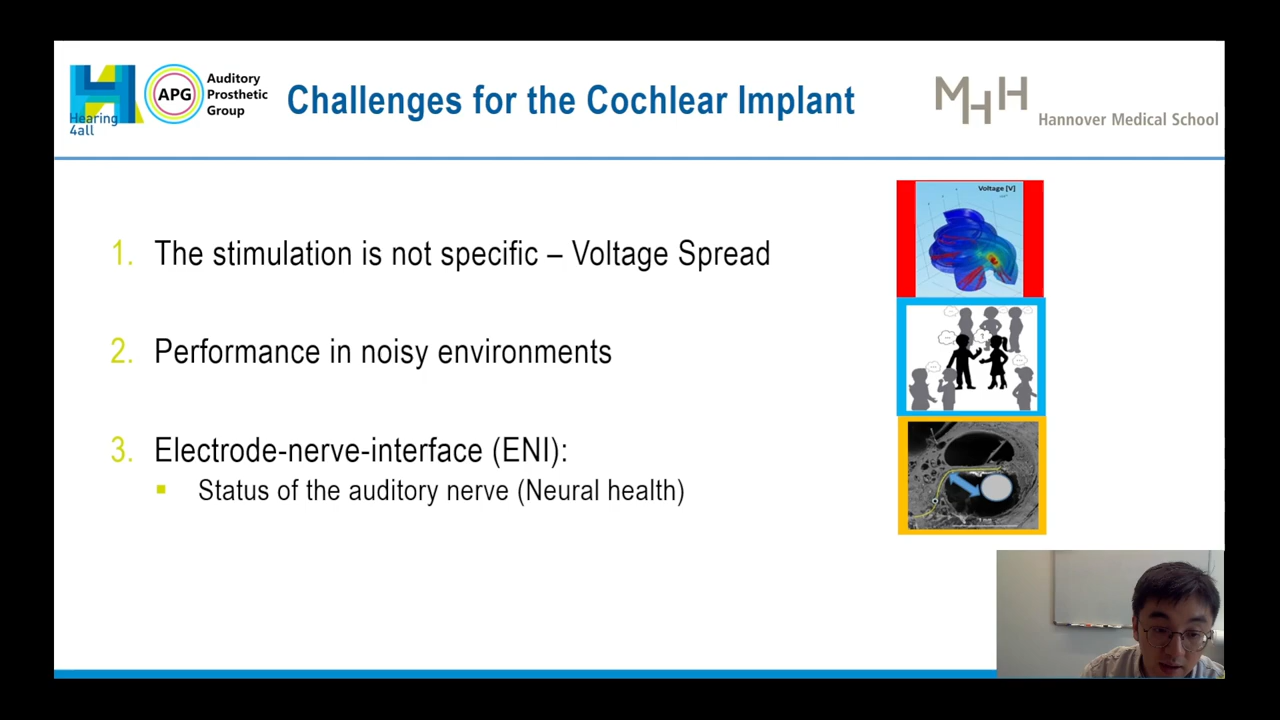 Hearing
4all
APG
Auditory
Prosthetic
Group
Challenges for the Cochlear Implant
MHH
Hannover Medical School
Voltage [V]
1. The stimulation is not specific – Voltage Spread
2. Performance in noisy environments
3. Electrode-nerve-interface (ENI):
▪ Status of the auditory nerve (Neural health)